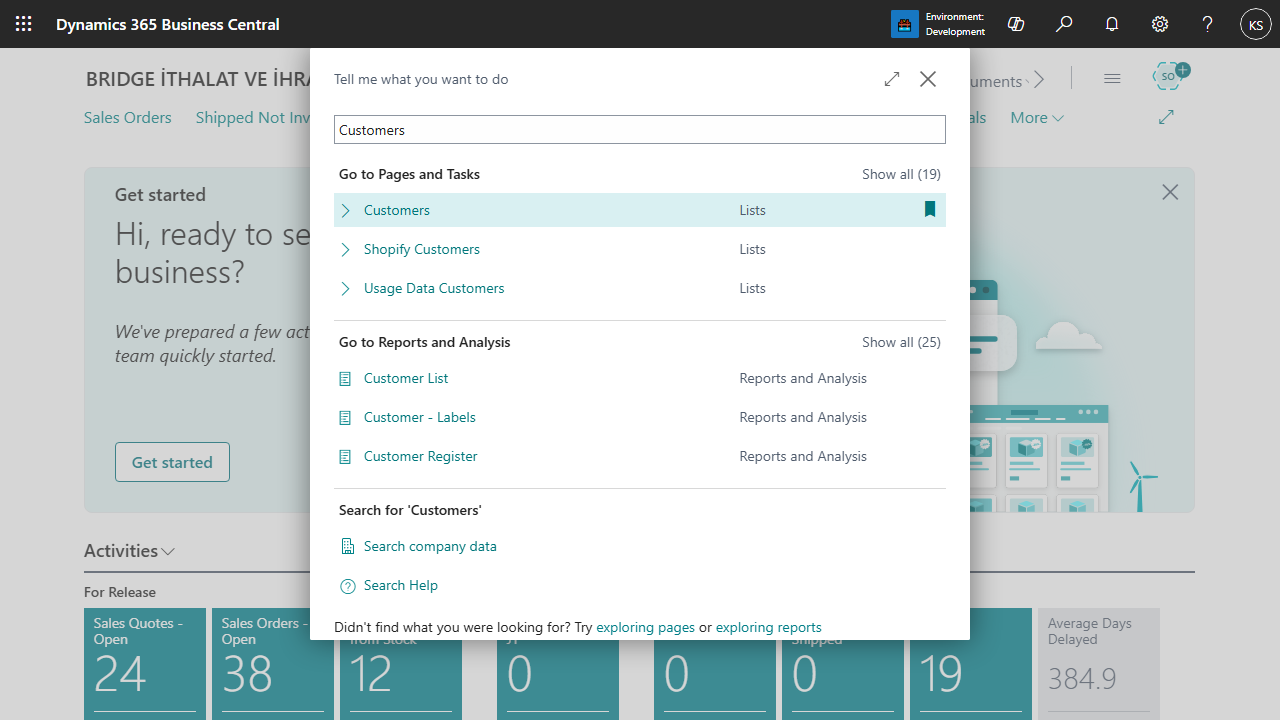 Dynamics 365 Business Central
Environment:
Development
KS
BRIDGE İTHALAT VE İHRA
uments
SO
Sales Orders
Shipped Not Inv
als
More
Tell me what you want to do
Customers
Go to Pages and Tasks
Show all (19)
Customers
Lists
Shopify Customers
Lists
Usage Data Customers
Lists
Go to Reports and Analysis
Show all (25)
Customer List
Reports and Analysis
Customer - Labels
Reports and Analysis
Customer Register
Reports and Analysis
Search for 'Customers'
Search company data
Search Help
Didn't find what you were looking for? Try exploring pages or exploring reports
Get started
Hi, ready to se
business?
We've prepared a few act
team quickly started.
Get started
Activities
For Release
Sales Quotes -
Open
24
Sales Orders -
Open
38
from Stock
12
0
0
Shipped
0
19
Average Days
Delayed
384.9